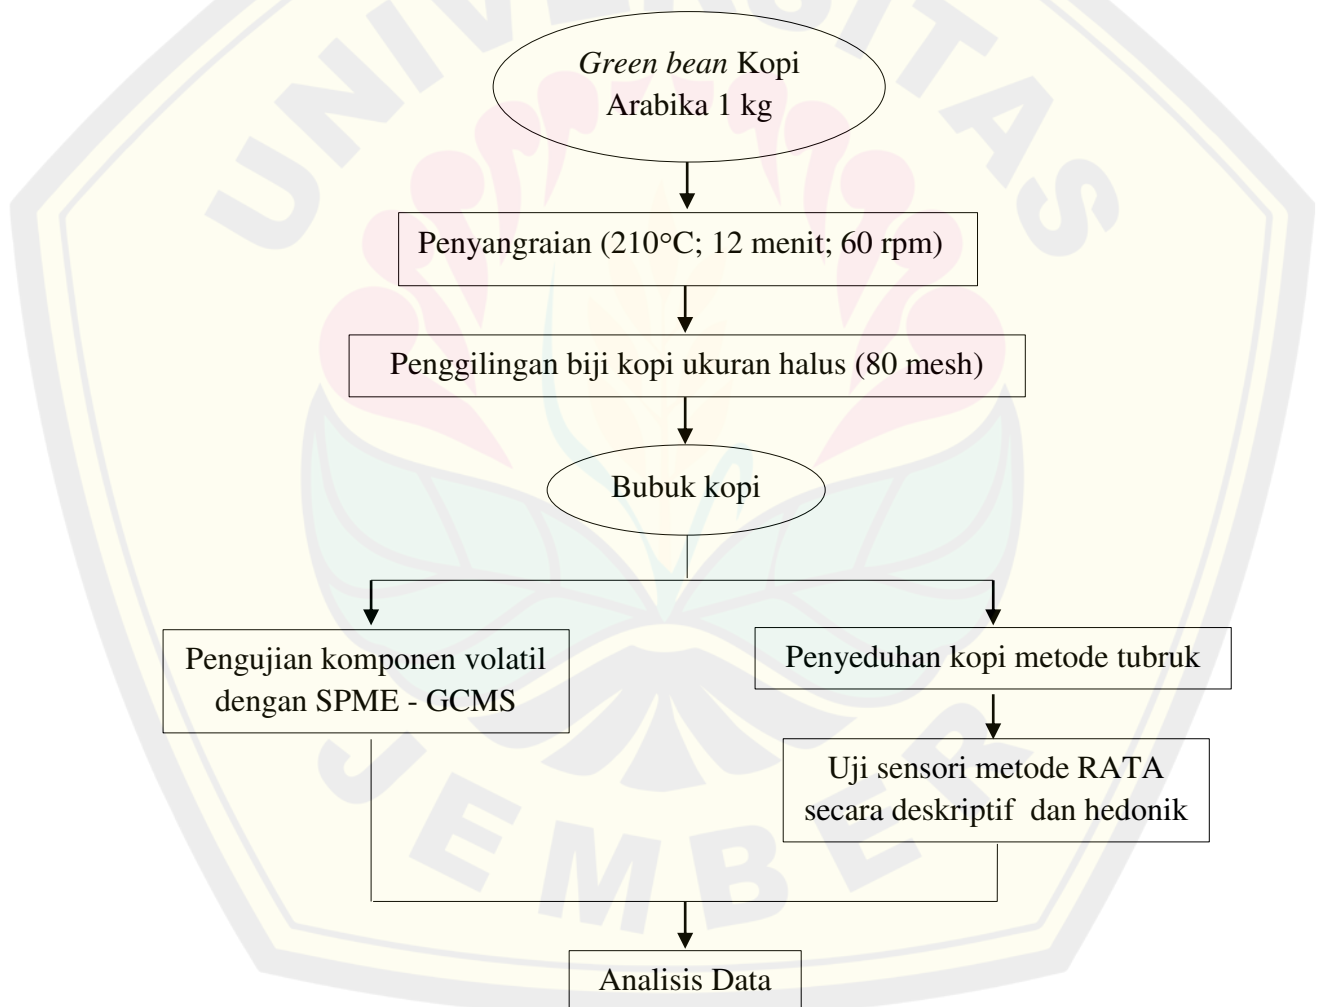 UNIVERSITAS
Green bean Kopi
Arabika 1 kg
Penyangraian (210°C; 12 menit; 60 rpm)
Penggilingan biji kopi ukuran halus (80 mesh)
Bubuk kopi
Pengujian komponen volatil
dengan SPME - GCMS
Penyeduhan kopi metode tubruk
Uji sensori metode RATA
secara deskriptif dan hedonik
JEMBER
Analisis Data